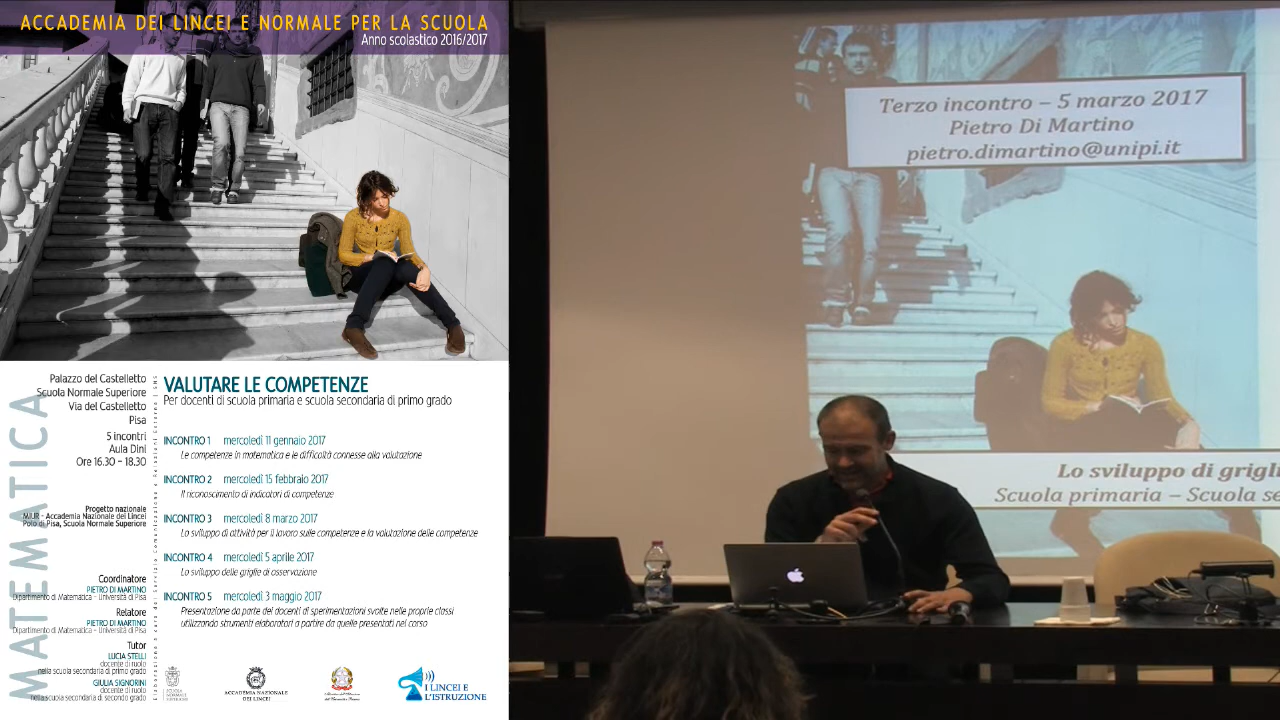 ACCADEMIA DEI LINCEI E NORMALE PER LA SCUOLA
Anno scolastico 2016/2017
Palazzo del Castelletto
Scuola Normale Superiore
Via del Castelletto
Pisa
5 incontri
Aula Dini
Ore 16.30 - 18.30
Progetto nazionale
MIUR - Accademia Nazionale dei Lincei
Polo di Pisa, Scuola Normale Superiore
Coordinatore
PIETRO DI MARTINO
Dipartimento di Matematica - Università di Pisa
Relatore
PIETRO DI MARTINO
Dipartimento di Matematica - Università di Pisa
Tutor
LUCIA STELLI
docente di ruolo
nella scuola secondaria di primo grado
GIULIA SIGNORINI
docente di ruolo
nella scuola secondaria di secondo grado
MATEMATICA
VALUTARE LE COMPETENZE
Per docenti di scuola primaria e scuola secondaria di primo grado
INCONTRO 1 mercoledì 11 gennaio 2017
Le competenze in matematica e le difficoltà connesse alla valutazione
INCONTRO 2 mercoledì 15 febbraio 2017
Il riconoscimento di indicatori di competenze
INCONTRO 3 mercoledì 8 marzo 2017
Lo sviluppo di attività per il lavoro sulle competenze e la valutazione delle competenze
INCONTRO 4 mercoledì 5 aprile 2017
Lo sviluppo delle griglie di osservazione
INCONTRO 5 mercoledì 3 maggio 2017
Presentazione da parte dei docenti di sperimentazioni svolte nelle proprie classi
utilizzando strumenti elaboratori a partire da quelle presentati nel corso
SCUOLA
NORMALE
SUPERIORE
ACCADEMIA NAZIONALE
DEI LINCEI
I LINCEI E
L'ISTRUZIONE
Terzo incontro – 5 marzo 2017
Pietro Di Martino
pietro.dimartino@unipi.it
Lo sviluppo di grigli
Scuola primaria – Scuola se